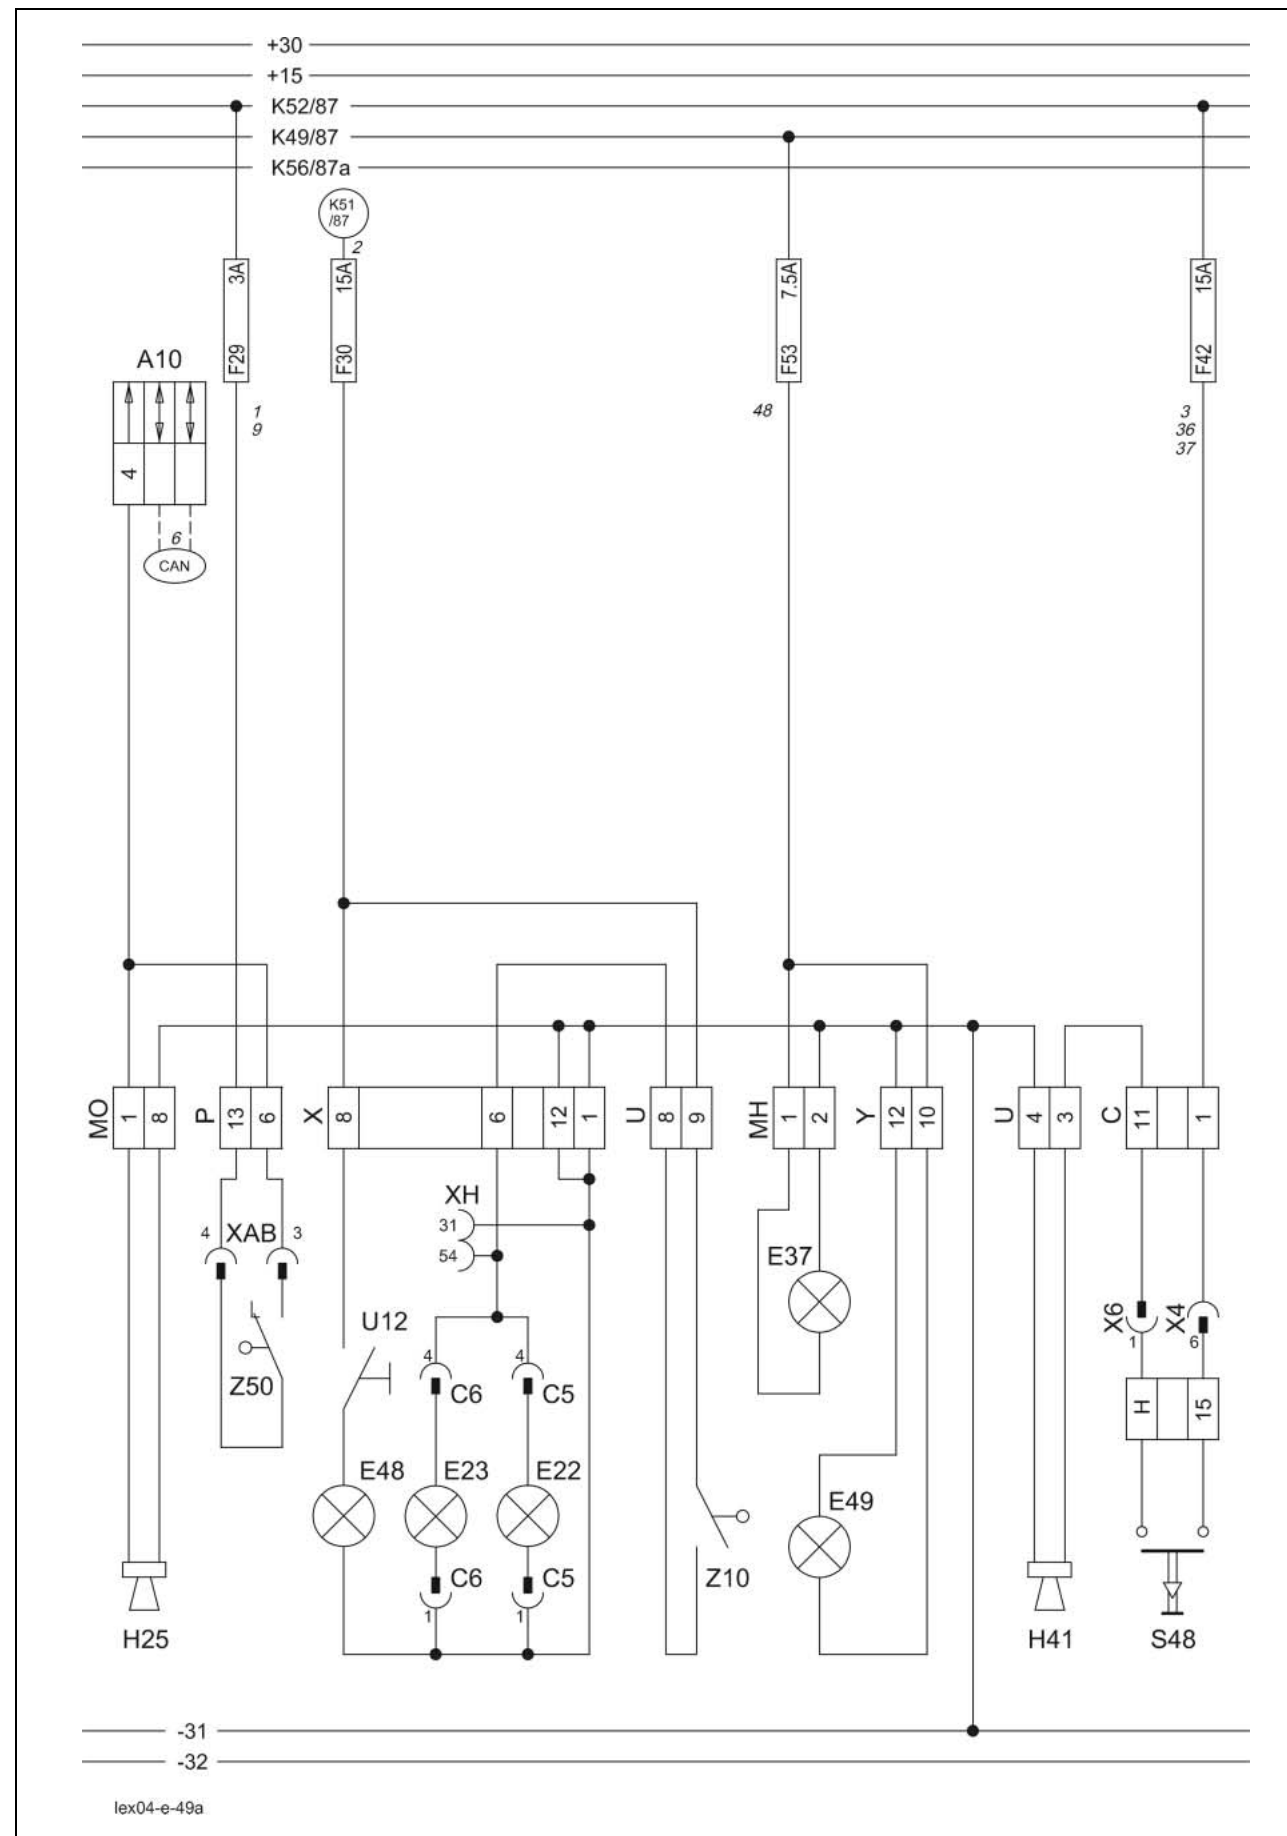 +30
+15
K52/87
K49/87
K56/87a
K51
/87
2
3A
15A
7.5A
15A
F29
F30
F53
F42
A10
1
9
48
3
36
37
4
6
CAN
MO
1
8
P
13
6
X
8
6
12
1
U
8
9
MH
1
2
Y
12
10
U
4
3
C
11
1
XH
31
54
4
XAB
3
E37
U12
X6
1
X4
6
4
C6
4
C5
Z50
H
15
E48
E23
E22
E49
C6
1
C5
1
Z10
H25
H41
S48
-31
-32
lex04-e-49a